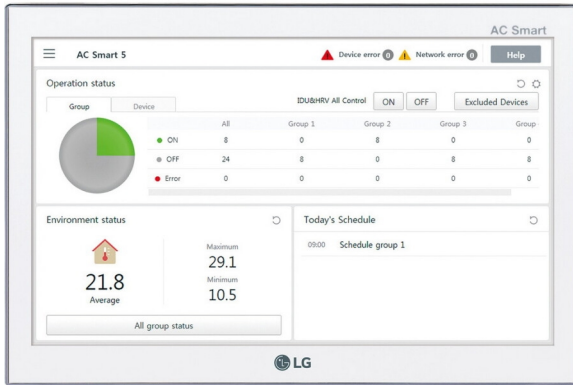 AC Smart
AC Smart 5
Device error 0
Network error 0
Help
Operation status
Group
Device
IDU&HRV All Control
ON
OFF
Excluded Devices
All Group 1 Group 2 Group 3 Group
ON 8 0 8 0 0
OFF 24 8 0 8 8
Error 0 0 0 0 0
Environment status
21.8
Average
Maximum
29.1
Minimum
10.5
All group status
Today's Schedule
09:00 Schedule group 1
LG